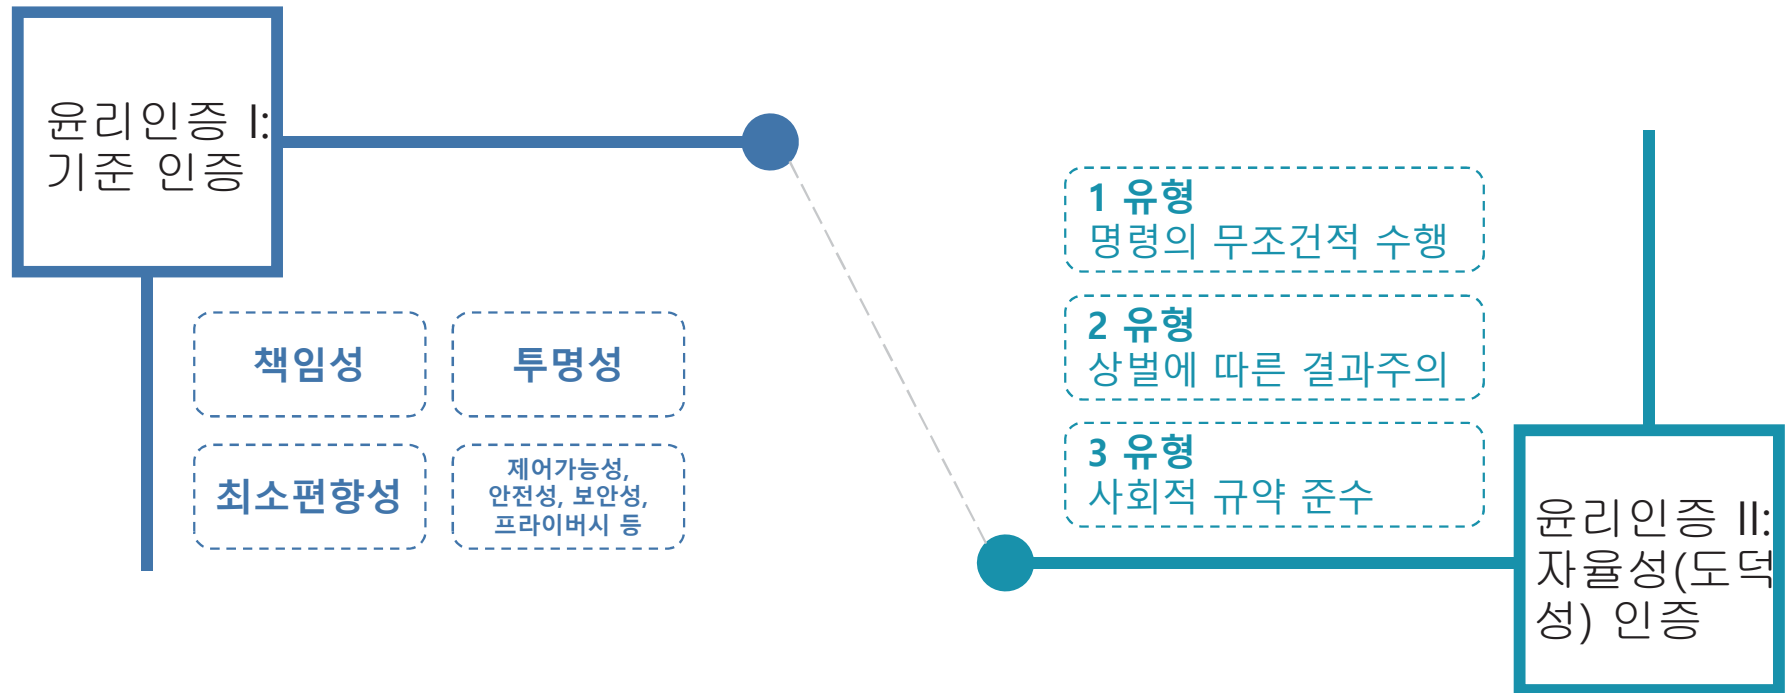 윤리인증 I:
기준 인증
책임성
투명성
최소편향성
제어가능성,
안전성, 보안성,
프라이버시 등
1 유형
명령의 무조건적 수행
2 유형
상벌에 따른 결과주의
3 유형
사회적 규약 준수
윤리인증 II:
자율성(도덕
성) 인증